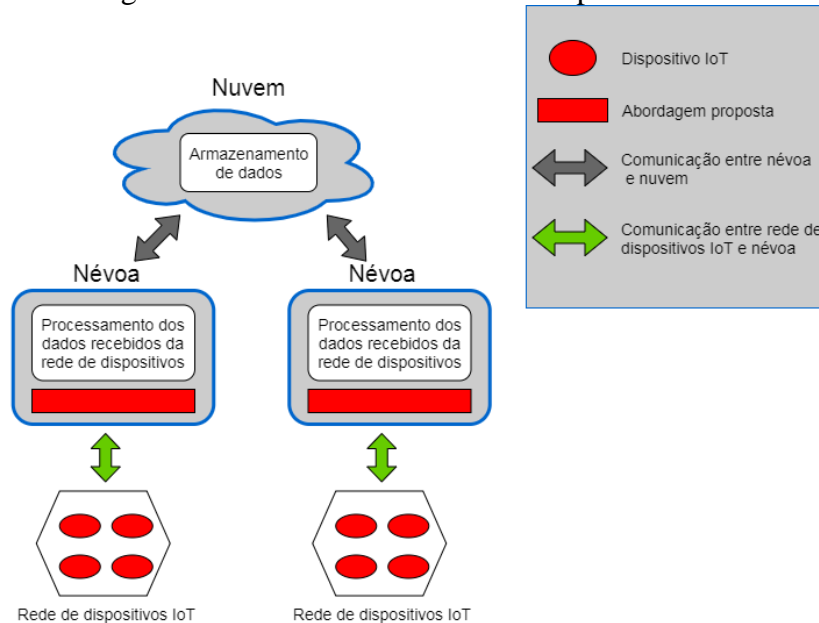 Nuvem
Armazenamento
de dados
Névoa
Névoa
Processamento dos
dados recebidos da
rede de dispositivos
Processamento dos
dados recebidos da
rede de dispositivos
Rede de dispositivos IoT
Rede de dispositivos IoT
Dispositivo IoT
Abordagem proposta
Comunicação entre névoa
e nuvem
Comunicação entre rede de
dispositivos IoT e névoa